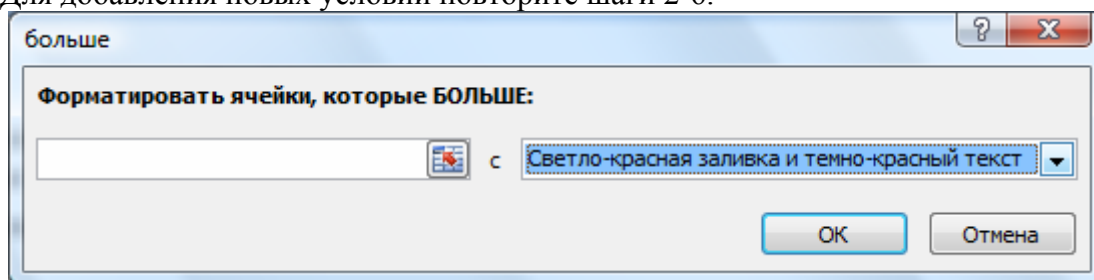 Для добавления новых условий повторите шаги 2-6.
больше
Форматировать ячейки, которые БОЛЬШЕ:
с Светло-красная заливка и темно-красный текст
ОК Отмена